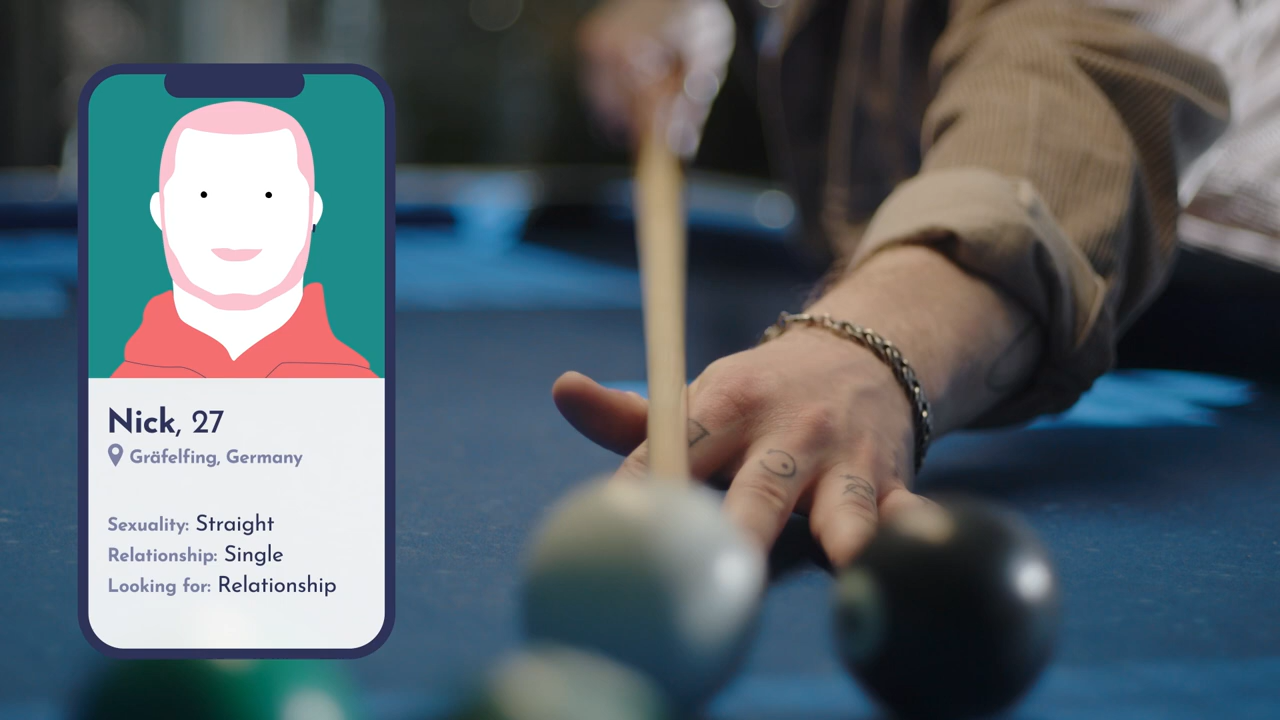 Nick, 27
Gräfelfing, Germany
Sexuality: Straight
Relationship: Single
Looking for: Relationship